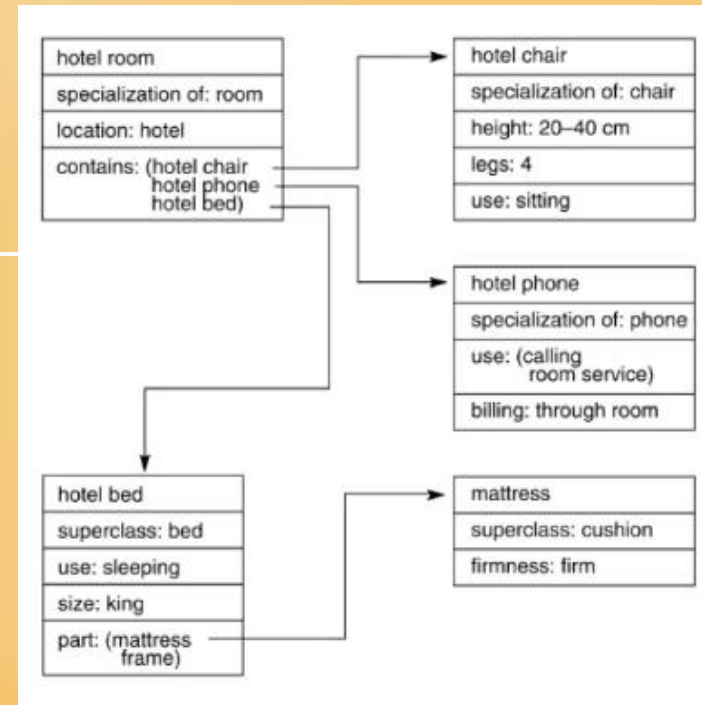 hotel room
specialization of: room
location: hotel
contains: (hotel chair
hotel phone
hotel bed)
hotel chair
specialization of: chair
height: 20–40 cm
legs: 4
use: sitting
hotel phone
specialization of: phone
use: (calling
room service)
billing: through room
hotel bed
superclass: bed
use: sleeping
size: king
part: (mattress
frame)
mattress
superclass: cushion
firmness: firm